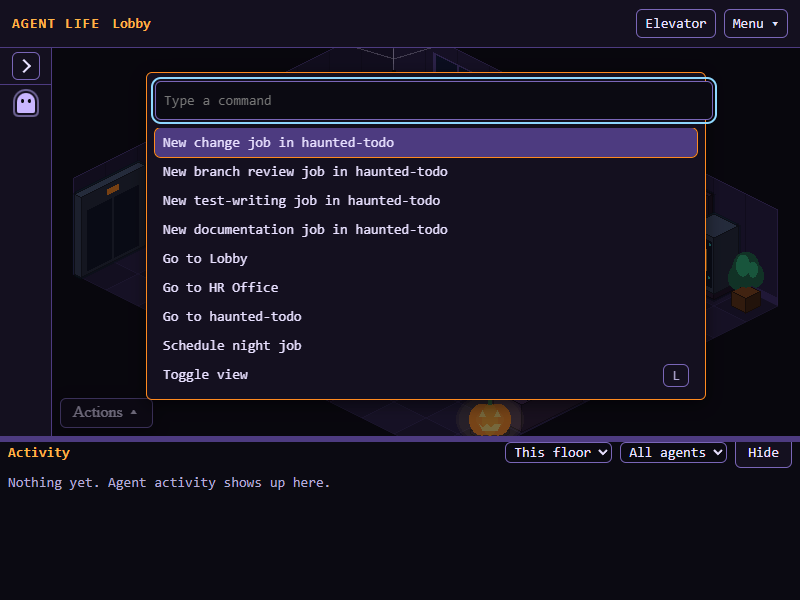 AGENT LIFE Lobby Elevator Menu ▾
Type a command
New change job in haunted-todo
New branch review job in haunted-todo
New test-writing job in haunted-todo
New documentation job in haunted-todo
Go to Lobby
Go to HR Office
Go to haunted-todo
Schedule night job
Toggle view L
Actions ▴
Activity This floor All agents Hide
Nothing yet. Agent activity shows up here.